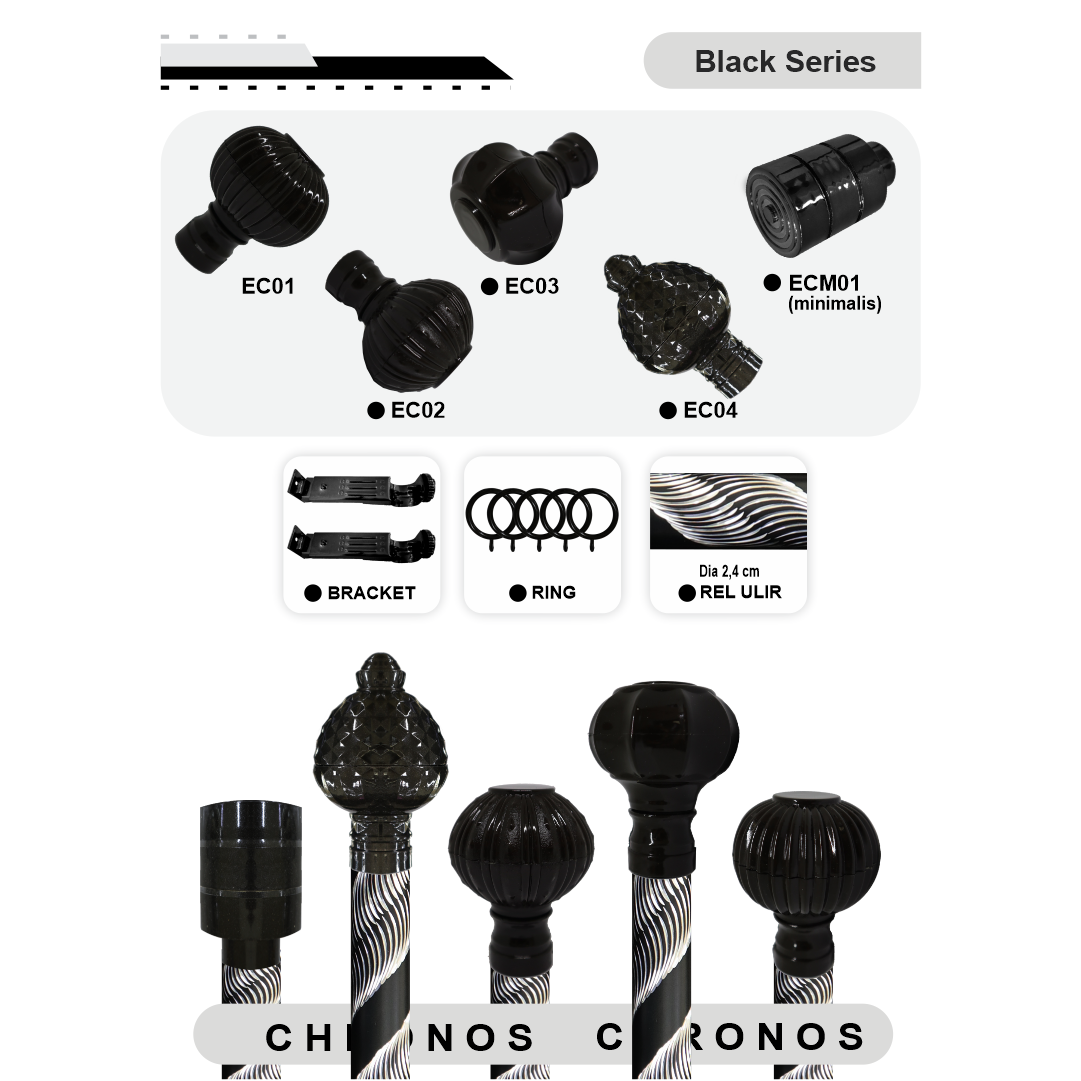 Black Series
EC01
EC03
ECM01
(minimalis)
EC02
EC04
BRACKET
RING
Dia 2,4 cm
REL ULIR
CHRONOS CHRONOS